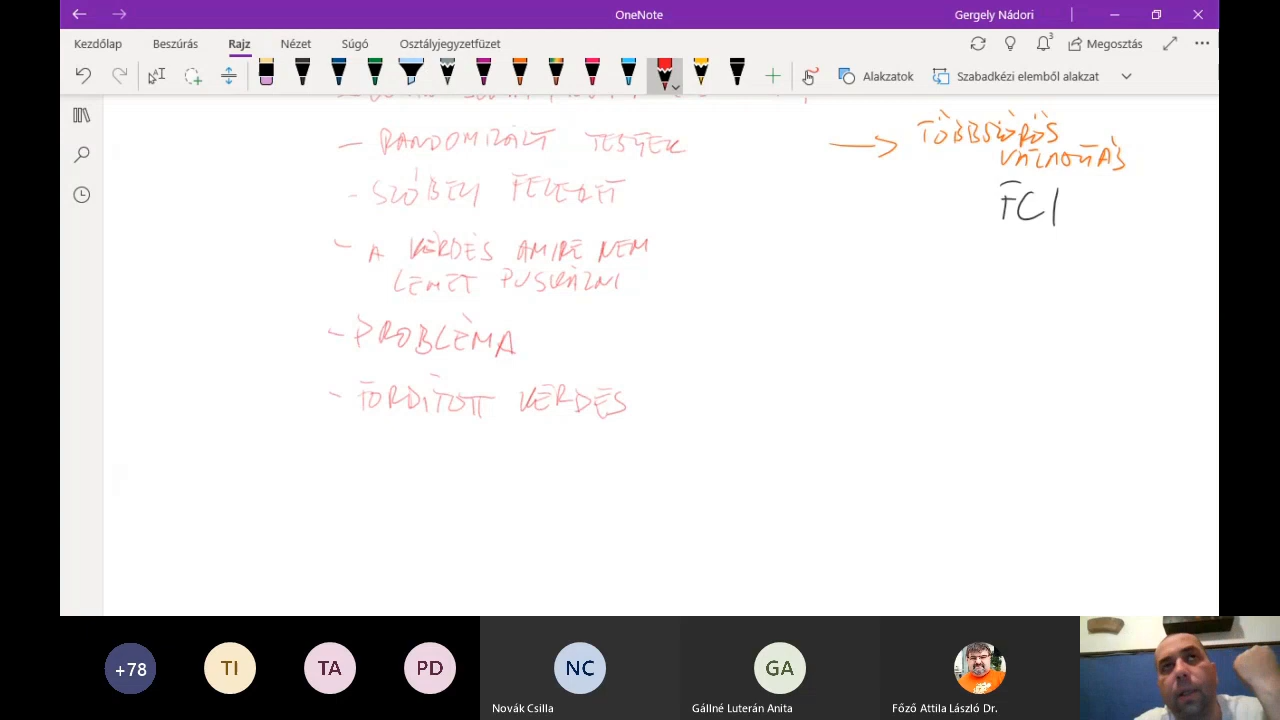 OneNote
Gergely Nádori
Kezdőlap Beszúrás Rajz Nézet Súgó Osztályjegyzetfüzet
3
Megosztás
Alakzatok
Szabadkézi elemből alakzat
- RANDOMIZÁLT TESTEK
- SZÓBELI FELELET
- A KÉRDÉS AMIRE NEM
LEHET PUSKÁZNI
- PROBLÉMA
- FORDÍTOTT KÉRDÉS
→ TÖBBSZÖRÖS
VÁLASZTÁS
FCI
+78
TI
TA
PD
NC
GA
Novák Csilla
Gállné Luterán Anita
Főző Attila László Dr.